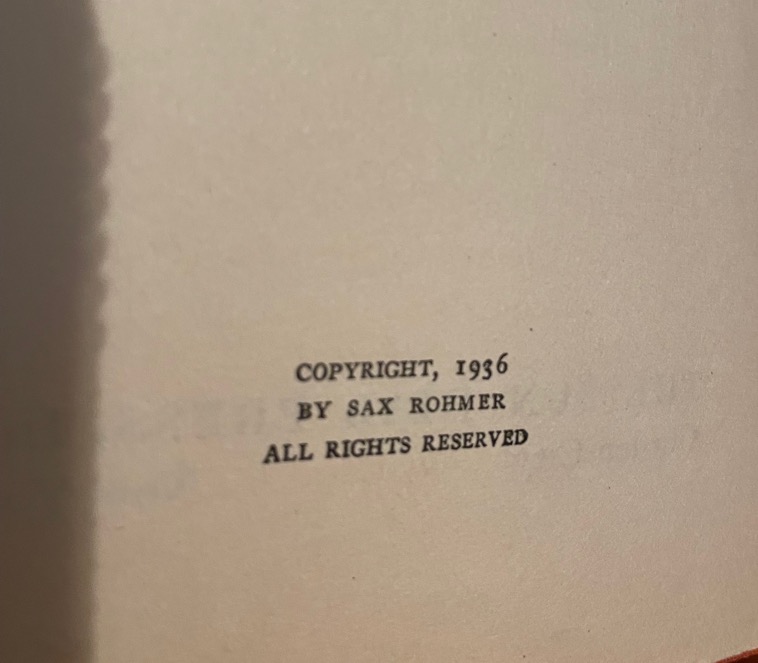 COPYRIGHT, 1936
BY SAX ROHMER
ALL RIGHTS RESERVED